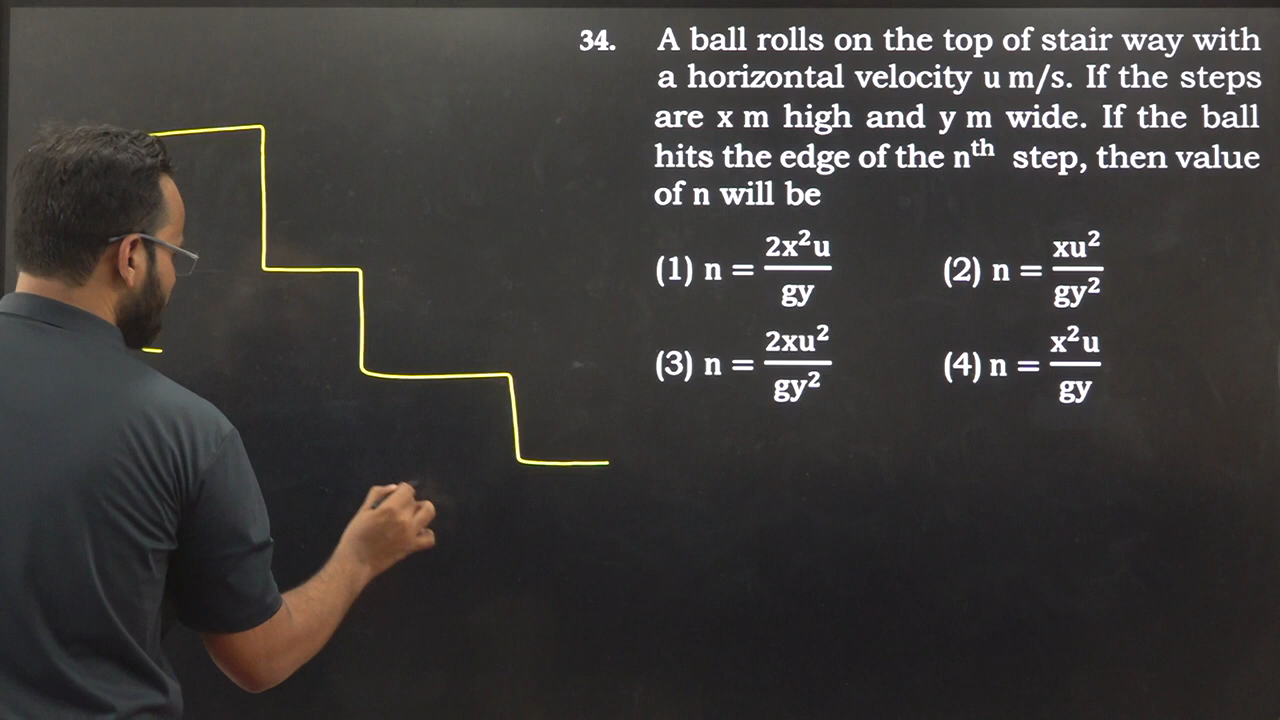 34. A ball rolls on the top of stair way with
a horizontal velocity u m/s. If the steps
are x m high and y m wide. If the ball
hits the edge of the nᵗʰ step, then value
of n will be
(1) n = 2x²u/gy (2) n = xu²/gy²
(3) n = 2xu²/gy² (4) n = x²u/gy